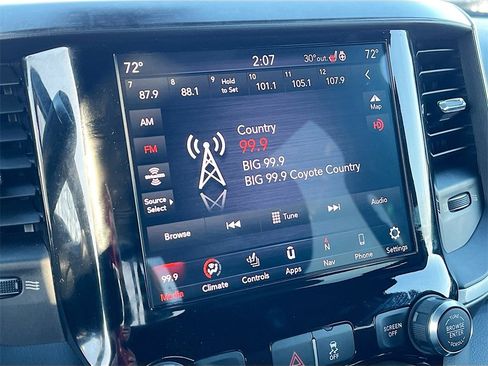 72° 2:07 30°out. 72°
7 87.9 8 88.1 9 Hold to Set 10 101.1 11 105.1 12 107.9
AM
FM
SiriusXM
Source Select
Country
99.9
BIG 99.9
BIG 99.9 Coyote Country
Map
HD
Browse Tune Audio
99.9 N
Media Climate Controls Apps Nav Phone Settings
SCREEN OFF
TUNE
BROWSE
ENTER
SCROLL
OFF